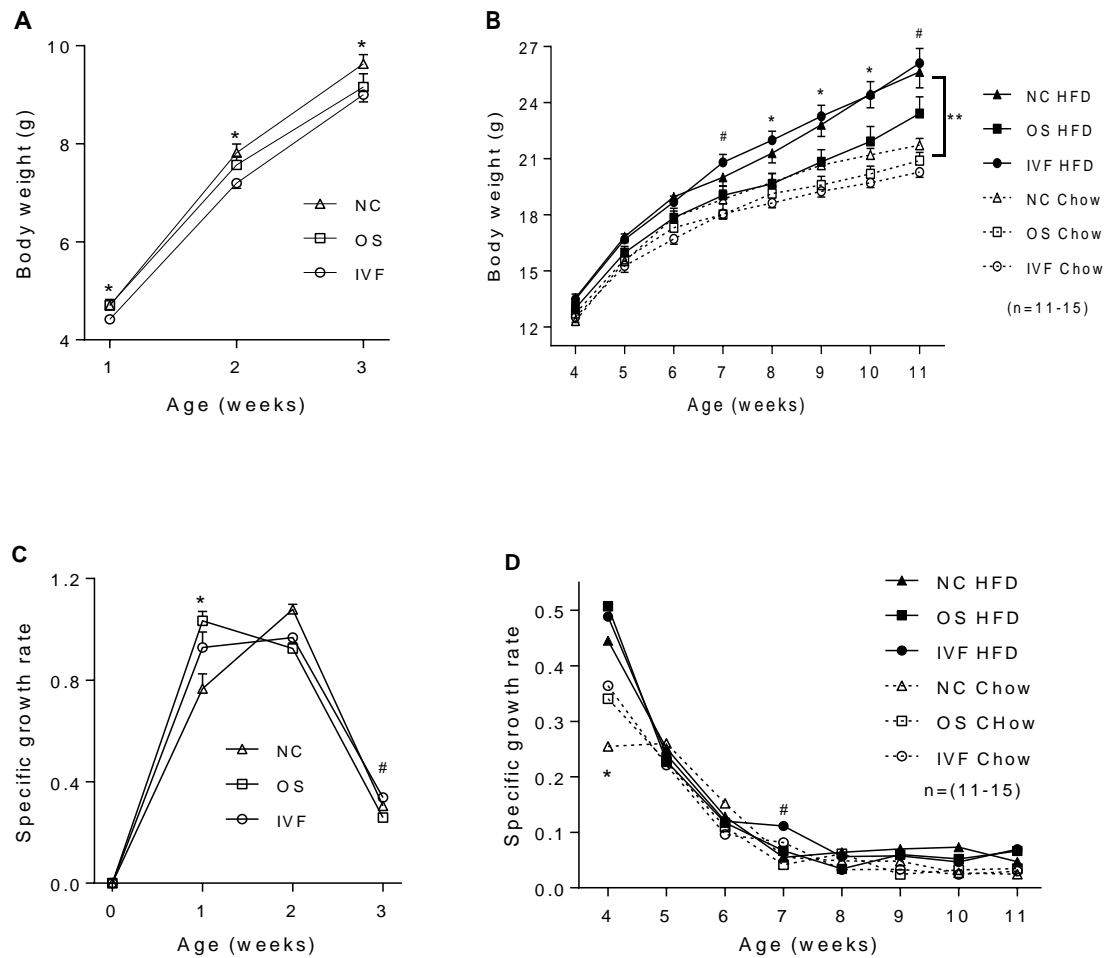 A
Body weight (g)
10
8
6
4
*
*
*
NC
OS
IVF
1 2 3
Age (weeks)
B
Body weight (g)
27
24
21
18
15
12
#
*
*
*
#
**
NC HFD
OS HFD
IVF HFD
NC Chow
OS Chow
IVF Chow
(n=11-15)
4 5 6 7 8 9 10 11
Age (weeks)
C
Specific growth rate
1.2
0.8
0.4
0.0
*
#
NC
OS
IVF
0 1 2 3
Age (weeks)
D
Specific growth rate
0.5
0.4
0.3
0.2
0.1
0.0
*
#
NC HFD
OS HFD
IVF HFD
NC Chow
OS CHow
IVF Chow
n=(11-15)
4 5 6 7 8 9 10 11
Age (weeks)